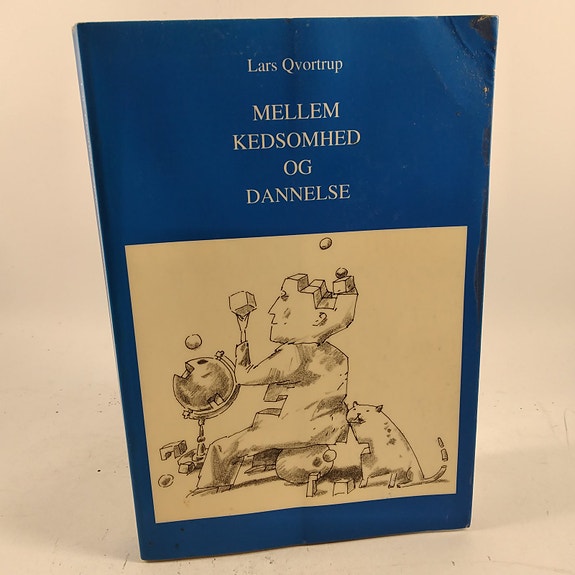 Lars Qvortrup
MELLEM
KEDSOMHED
OG
DANNELSE